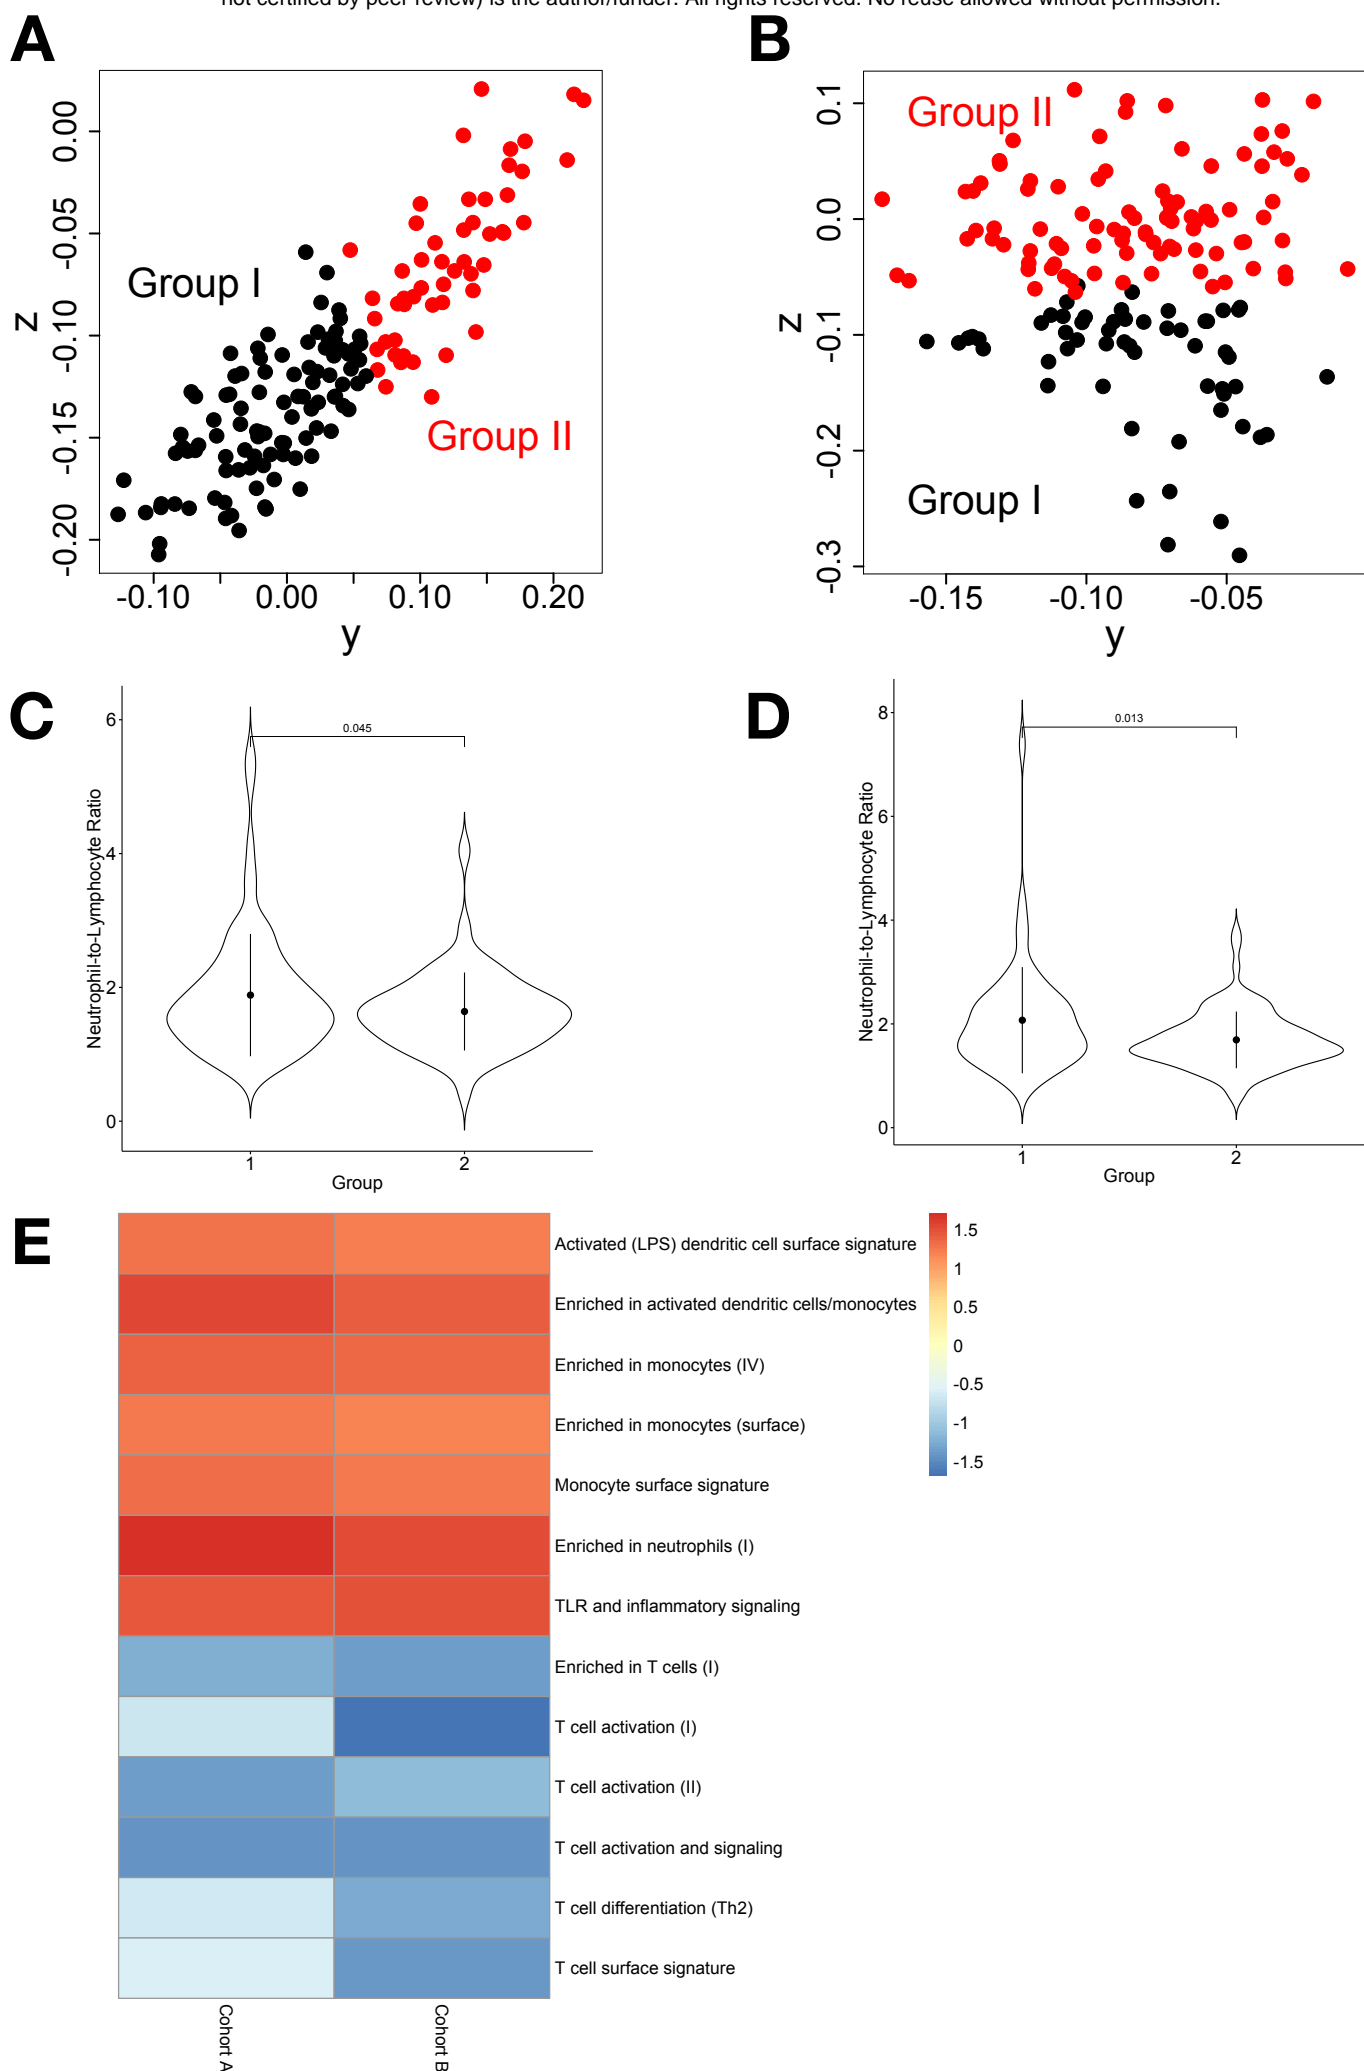 not certified by peer review) is the author/funder. All rights reserved. No reuse allowed without permission.
A
B
z
0.00
-0.05
-0.10
-0.15
-0.20
Group I
Group II
-0.10 0.00 0.10 0.20
y
z
0.1
0.0
-0.1
-0.2
-0.3
Group II
Group I
-0.15 -0.10 -0.05
y
C
Neutrophil-to-Lymphocyte Ratio
6
4
2
0
0.045
1 2
Group
D
Neutrophil-to-Lymphocyte Ratio
8
6
4
2
0
0.013
1 2
Group
E
Activated (LPS) dendritic cell surface signature
Enriched in activated dendritic cells/monocytes
Enriched in monocytes (IV)
Enriched in monocytes (surface)
Monocyte surface signature
Enriched in neutrophils (I)
TLR and inflammatory signaling
Enriched in T cells (I)
T cell activation (I)
T cell activation (II)
T cell activation and signaling
T cell differentiation (Th2)
T cell surface signature
1.5
1
0.5
0
-0.5
-1
-1.5
Cohort A
Cohort B